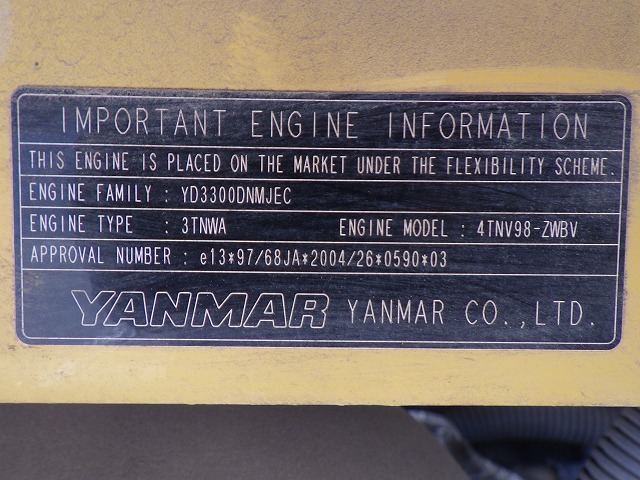 IMPORTANT ENGINE INFORMATION
THIS ENGINE IS PLACED ON THE MARKET UNDER THE FLEXIBILITY SCHEME.
ENGINE FAMILY : YD3300DNMJEC
ENGINE TYPE : 3TNWA ENGINE MODEL : 4TNV98-ZWBV
APPROVAL NUMBER : e13*97/68JA*2004/26*0590*03
YANMAR YANMAR CO.,LTD.